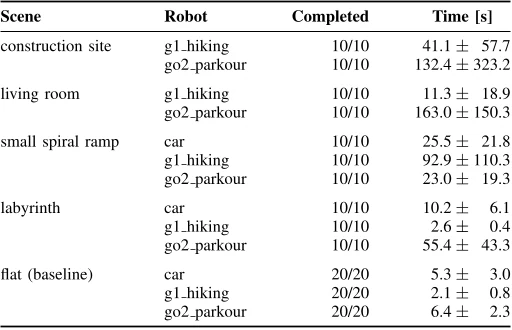 Scene Robot Completed Time [s]
construction site g1_hiking 10/10 41.1 ± 57.7
go2_parkour 10/10 132.4 ± 323.2
living room g1_hiking 10/10 11.3 ± 18.9
go2_parkour 10/10 163.0 ± 150.3
small spiral ramp car 10/10 25.5 ± 21.8
g1_hiking 10/10 92.9 ± 110.3
go2_parkour 10/10 23.0 ± 19.3
labyrinth car 10/10 10.2 ± 6.1
g1_hiking 10/10 2.6 ± 0.4
go2_parkour 10/10 55.4 ± 43.3
flat (baseline) car 20/20 5.3 ± 3.0
g1_hiking 20/20 2.1 ± 0.8
go2_parkour 20/20 6.4 ± 2.3